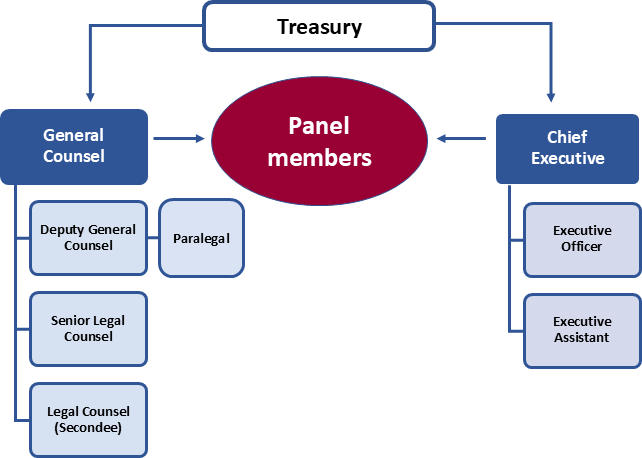 Treasury
General
Counsel
Panel
members
Chief
Executive
Deputy General
Counsel
Paralegal
Executive
Officer
Senior Legal
Counsel
Executive
Assistant
Legal Counsel
(Secondee)